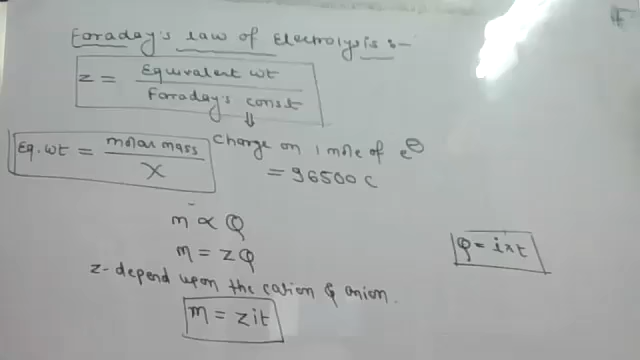 Faraday's law of Electrolysis :-
z = Equivalent wt / Faraday's const
⇓
Eq. wt = molar mass / X
Charge on 1 mole of e⊖
= 96500 C
m ∝ Q
m = zQ
Q = i×t
z- depend upon the cation & anion.
m = zit